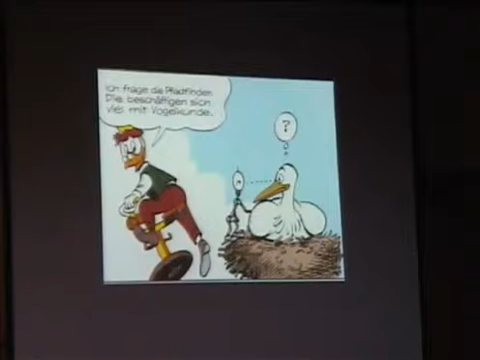 Ich frage die Pfadfinder.
Die beschäftigen sich
viel mit Vogelkunde.
?